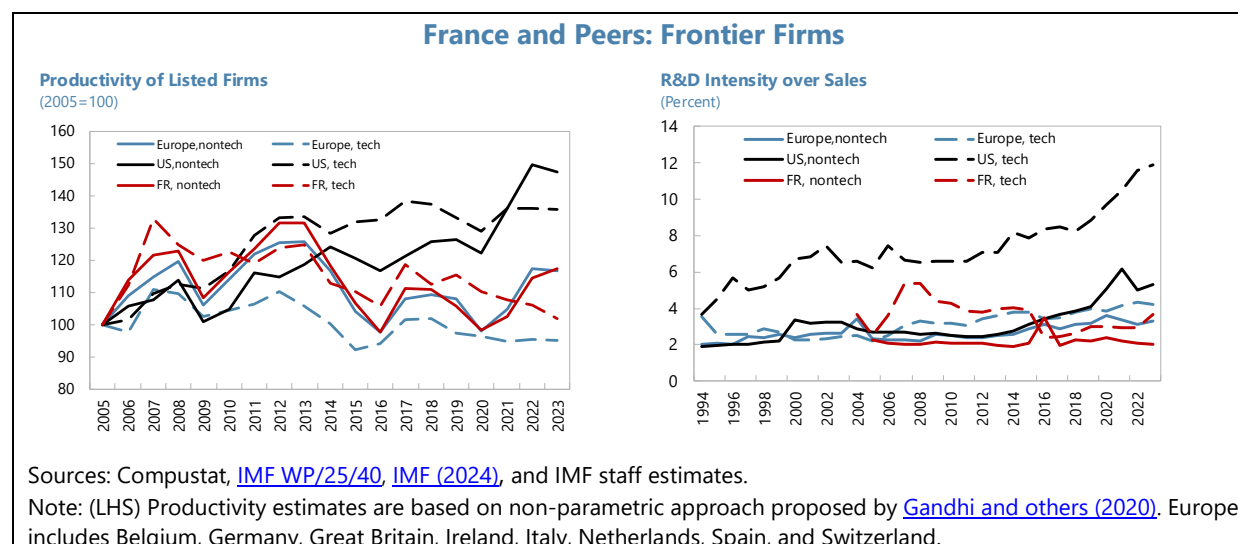 France and Peers: Frontier Firms
Productivity of Listed Firms
(2005=100)
160
150
140
130
120
110
100
90
80
Europe,nontech
Europe, tech
US,nontech
US, tech
FR, nontech
FR, tech
2005 2006 2007 2008 2009 2010 2011 2012 2013 2014 2015 2016 2017 2018 2019 2020 2021 2022 2023
R&D Intensity over Sales
(Percent)
14
12
10
8
6
4
2
0
Europe,nontech
Europe, tech
US,nontech
US, tech
FR, nontech
FR, tech
1994 1996 1998 2000 2002 2004 2006 2008 2010 2012 2014 2016 2018 2020 2022
Sources: Compustat, IMF WP/25/40, IMF (2024), and IMF staff estimates.
Note: (LHS) Productivity estimates are based on non-parametric approach proposed by Gandhi and others (2020). Europe
includes Belgium, Germany, Great Britain, Ireland, Italy, Netherlands, Spain, and Switzerland.